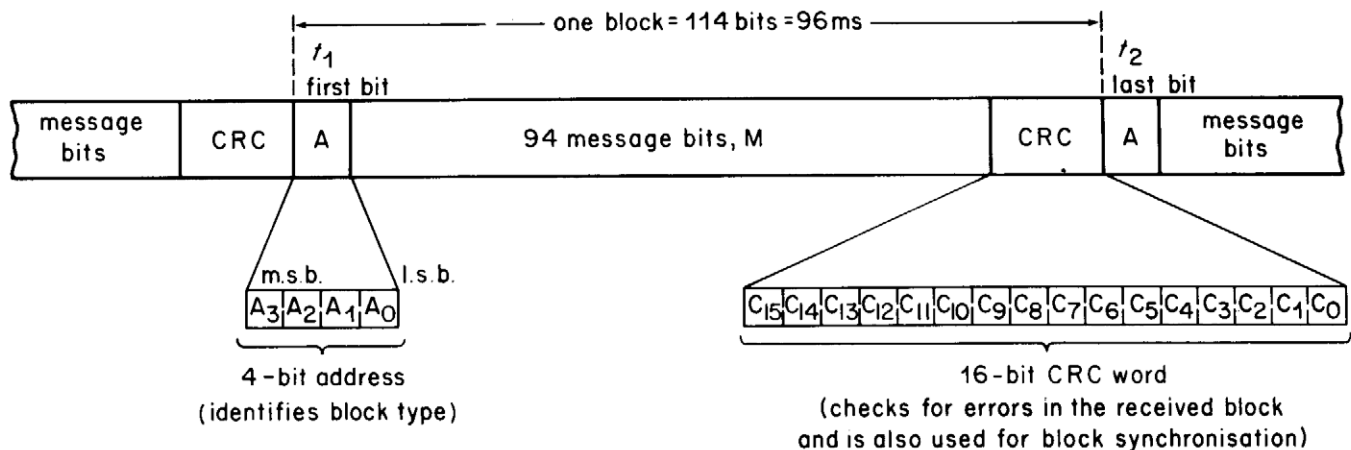 one block = 114 bits = 96 ms
t1
t2
first bit
last bit
message bits
CRC
A
94 message bits, M
CRC
A
message bits
m.s.b.
l.s.b.
A3 A2 A1 A0
C15 C14 C13 C12 C11 C10 C9 C8 C7 C6 C5 C4 C3 C2 C1 C0
4-bit address
(identifies block type)
16-bit CRC word
(checks for errors in the received block
and is also used for block synchronisation)